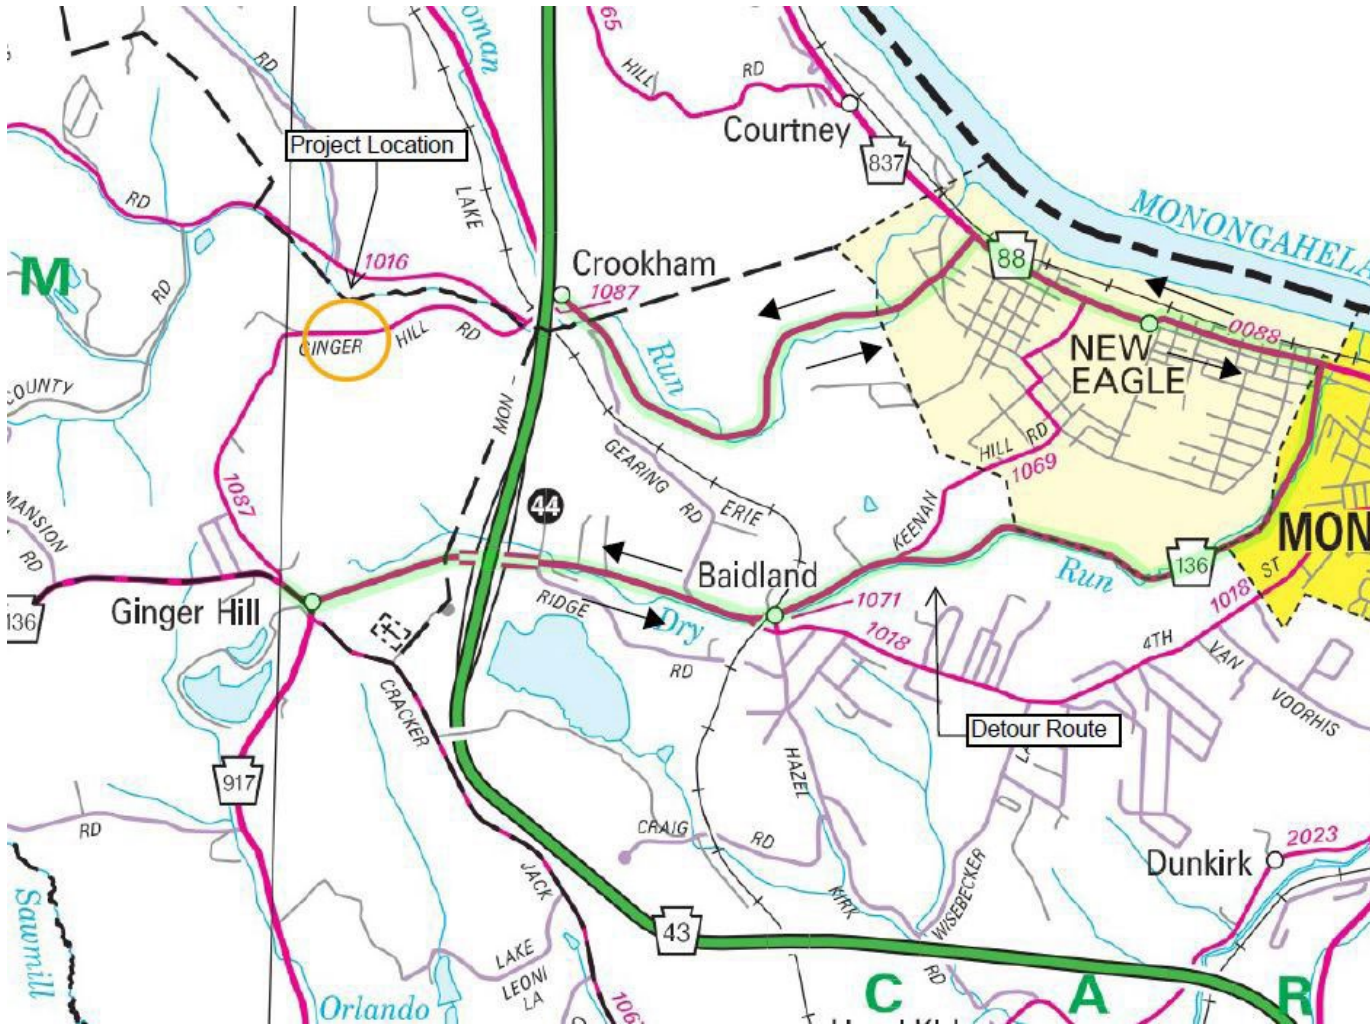 oman
65
HILL
RD
RD
Courtney
837
Project Location
LAKE
RD
MONONGAHELA
M
1016
Crookham
1087
88
RD
GINGER
HILL
RD
Run
0088
NEW
EAGLE
COUNTY
MON
HILL
RD
1069
GEARING
RD
1087
44
ERIE
KEENAN
MANSION
RD
MON
Baidland
Run
136
1018
ST
Ginger Hill
136
RIDGE
Dry
1071
1018
4TH
VAN
VOORHIS
RD
CRACKER
Detour Route
LA
917
HAZEL
RD
CRAIG
RD
2023
Dunkirk
JACK
KIRK
WISEBECKER
Sawmill
43
LAKE
LEONI
LA
RD
C
A
R
Orlando